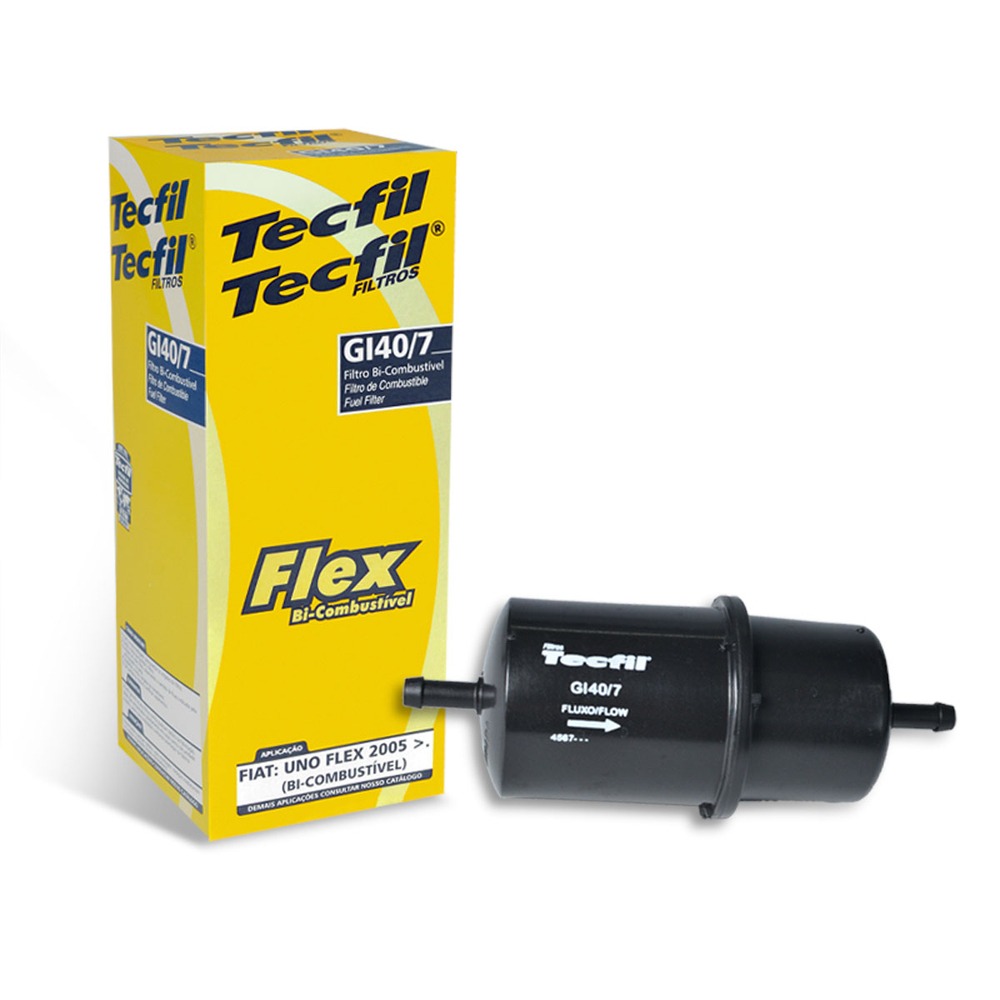 Tecfil
Tecfil®
FILTROS
GI40/7
Filtro Bi-Combustível
Filtro de Combustible
Fuel Filter
Tecfil
Tecfil®
FILTROS
GI40/7
Filtro Bi-Combustível
Filtro de Combustible
Fuel Filter
Flex
Bi-Combustível
APLICAÇÃO
FIAT: UNO FLEX 2005 >.
(BI-COMBUSTÍVEL)
DEMAIS APLICAÇÕES CONSULTAR NOSSO CATÁLOGO
Filtros
Tecfil
GI40/7
FLUXO/FLOW